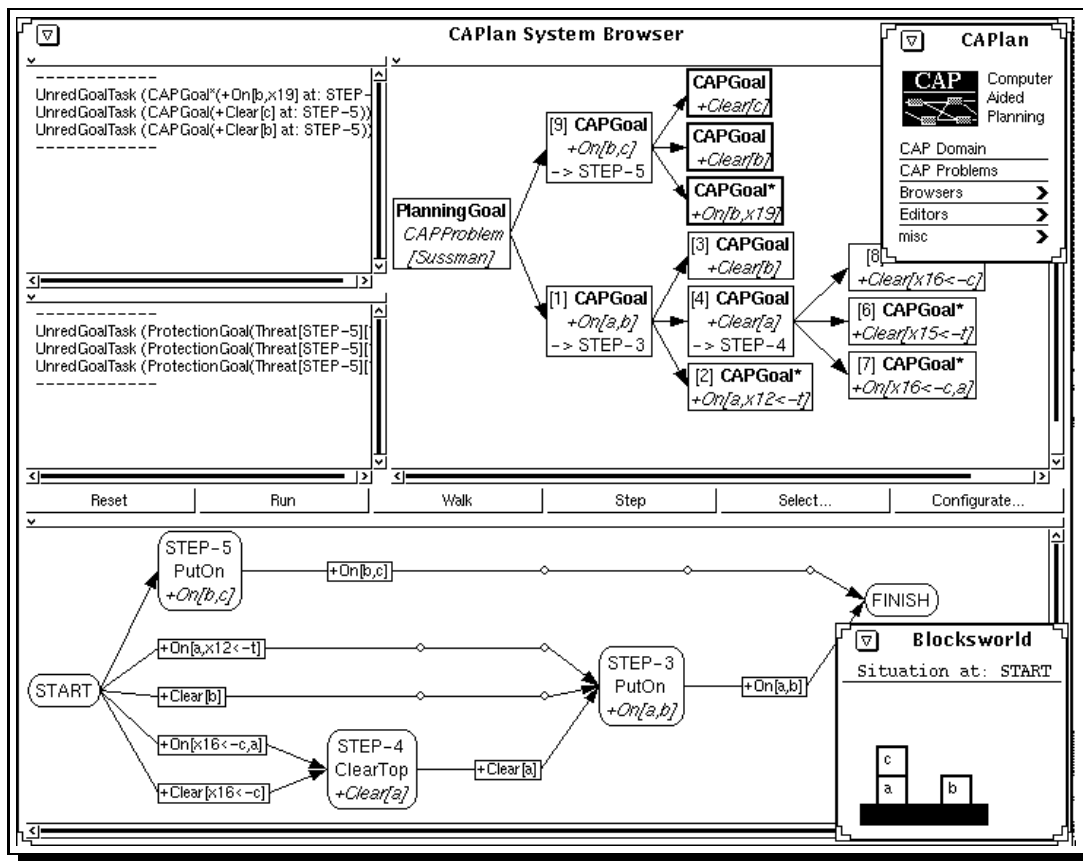 CAPlan System Browser
------------
UnredGoalTask (CAPGoal*(+On[b,x19] at: STEP-
UnredGoalTask (CAPGoal(+Clear[c] at: STEP-5))
UnredGoalTask (CAPGoal(+Clear[b] at: STEP-5))
------------
------------
UnredGoalTask (ProtectionGoal(Threat[STEP-5][
UnredGoalTask (ProtectionGoal(Threat[STEP-5][
UnredGoalTask (ProtectionGoal(Threat[STEP-5][
------------
PlanningGoal
CAPProblem
[Sussman]
[9] CAPGoal
+On[b,c]
-> STEP-5
[1] CAPGoal
+On[a,b]
-> STEP-3
CAPGoal
+Clear[c]
CAPGoal
+Clear[b]
CAPGoal*
+On[b,x19]
[3] CAPGoal
+Clear[b]
[4] CAPGoal
+Clear[a]
-> STEP-4
[2] CAPGoal*
+On[a,x12<-t]
[8
+Clear[x16<-c]
[6] CAPGoal*
+Clear[x15<-t]
[7] CAPGoal*
+On[x16<-c,a]
CAPlan
CAP
Computer
Aided
Planning
CAP Domain
CAP Problems
Browsers
Editors
misc
Reset
Run
Walk
Step
Select...
Configurate...
START
STEP-5
PutOn
+On[b,c]
+On[b,c]
+On[a,x12<-t]
+Clear[b]
+On[x16<-c,a]
+Clear[x16<-c]
STEP-4
ClearTop
+Clear[a]
+Clear[a]
STEP-3
PutOn
+On[a,b]
+On[a,b]
FINISH
Blocksworld
Situation at: START
c
a
b